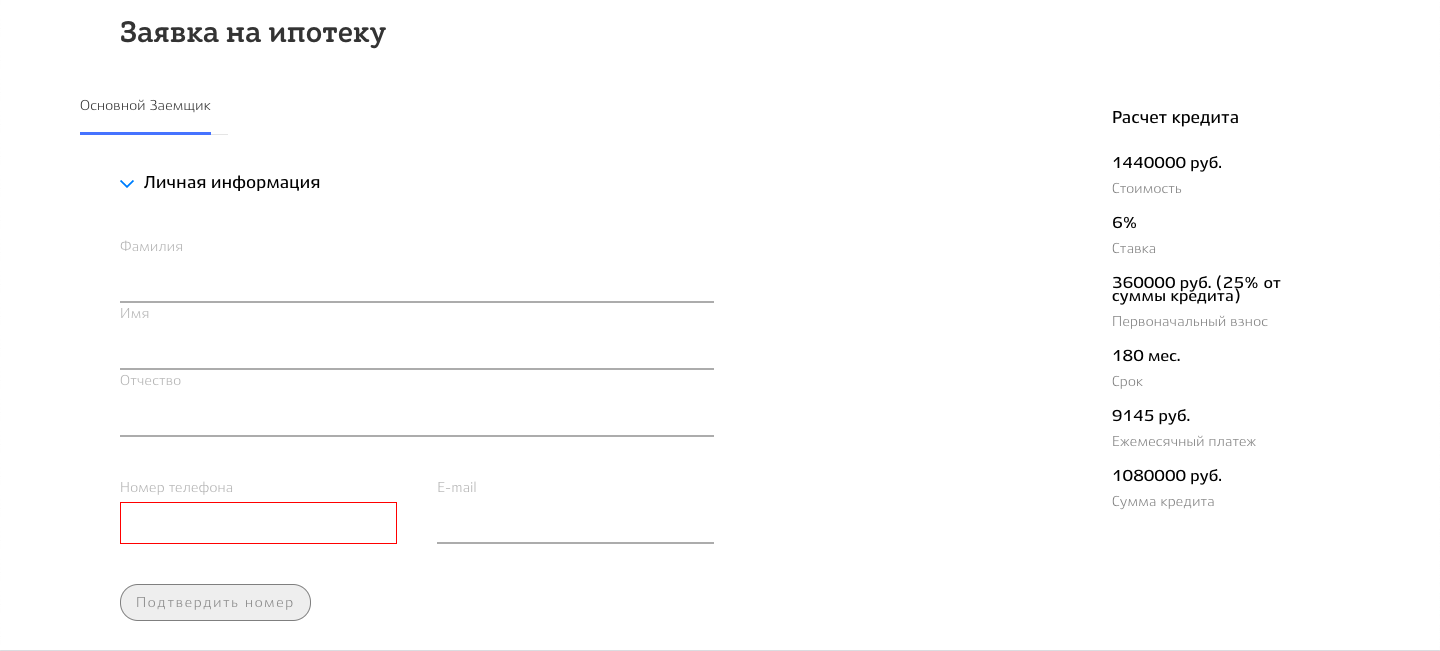 Заявка на ипотеку
Основной Заемщик
Личная информация
Фамилия
Имя
Отчество
Номер телефона
E-mail
Подтвердить номер
Расчет кредита
1440000 руб.
Стоимость
6%
Ставка
360000 руб. (25% от
суммы кредита)
Первоначальный взнос
180 мес.
Срок
9145 руб.
Ежемесячный платеж
1080000 руб.
Сумма кредита